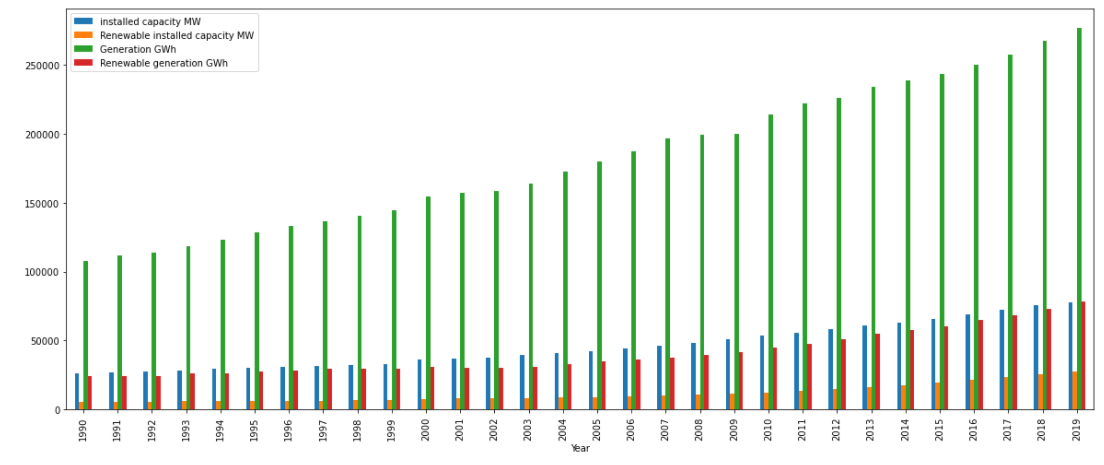 installed capacity MW
Renewable installed capacity MW
Generation GWh
Renewable generation GWh
250000
200000
150000
100000
50000
0
1990 1991 1992 1993 1994 1995 1996 1997 1998 1999 2000 2001 2002 2003 2004 2005 2006 2007 2008 2009 2010 2011 2012 2013 2014 2015 2016 2017 2018 2019
Year